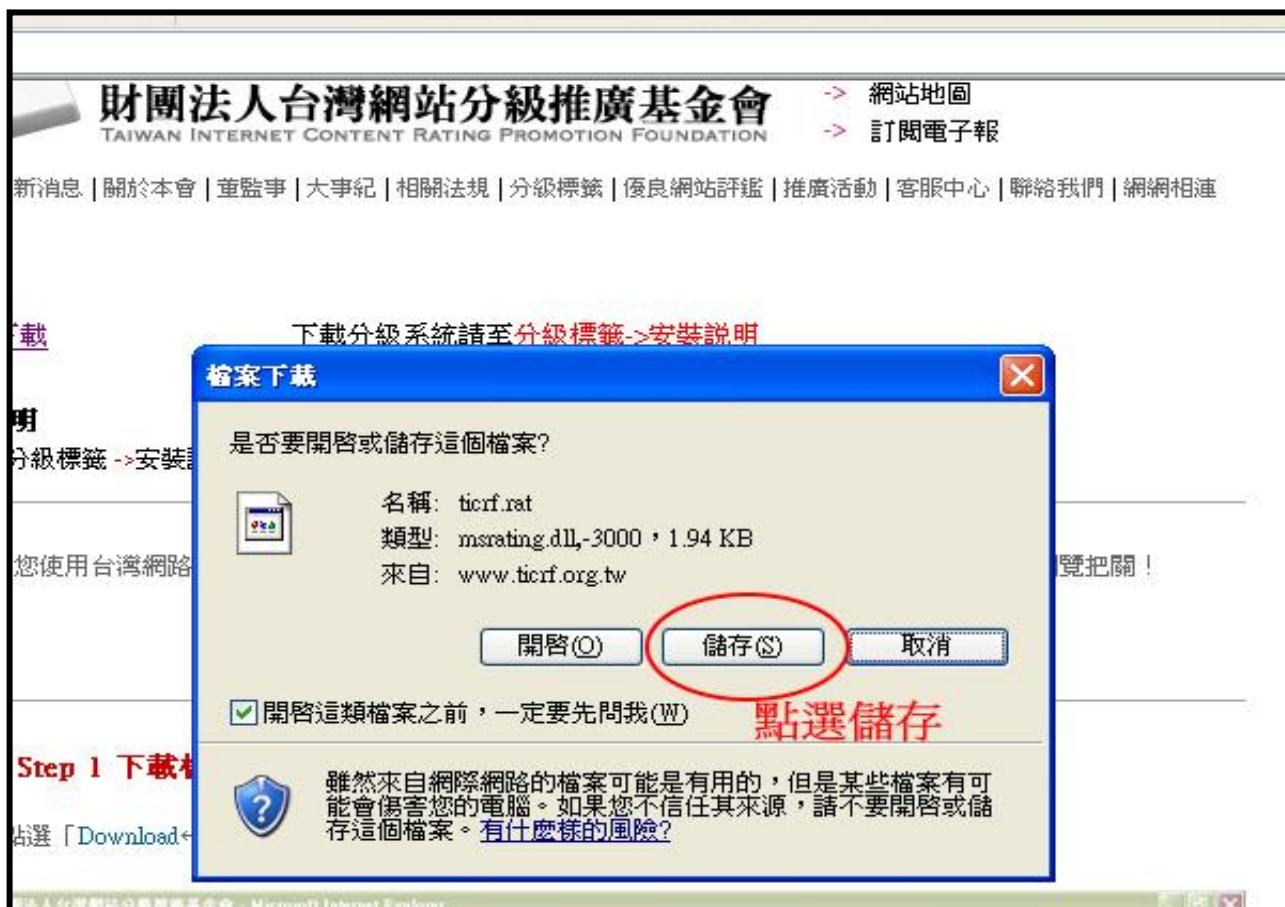 財團法人台灣網站分級推廣基金會
TAIWAN INTERNET CONTENT RATING PROMOTION FOUNDATION
-> 網站地圖
-> 訂閱電子報
新消息 | 關於本會 | 董監事 | 大事紀 | 相關法規 | 分級標籤 | 優良網站評鑑 | 推廣活動 | 客服中心 | 聯絡我們 | 網網相連
下載
下載分級系統請至分級標籤->安裝說明
明
分級標籤 ->安裝
檔案下載
是否要開啟或儲存這個檔案?
名稱: ticrf.rat
類型: msrating.dll,-3000，1.94 KB
來自: www.ticrf.org.tw
開啟(O)
儲存(S)
取消
開啟這類檔案之前，一定要先問我(W)
點選儲存
雖然來自網際網路的檔案可能是有用的，但是某些檔案有可
能會傷害您的電腦。如果您不信任其來源，請不要開啟或儲
存這個檔案。有什麼樣的風險?
您使用台灣網路
覽把關！
Step 1 下載
點選「Download
Microsoft Internet Explorer